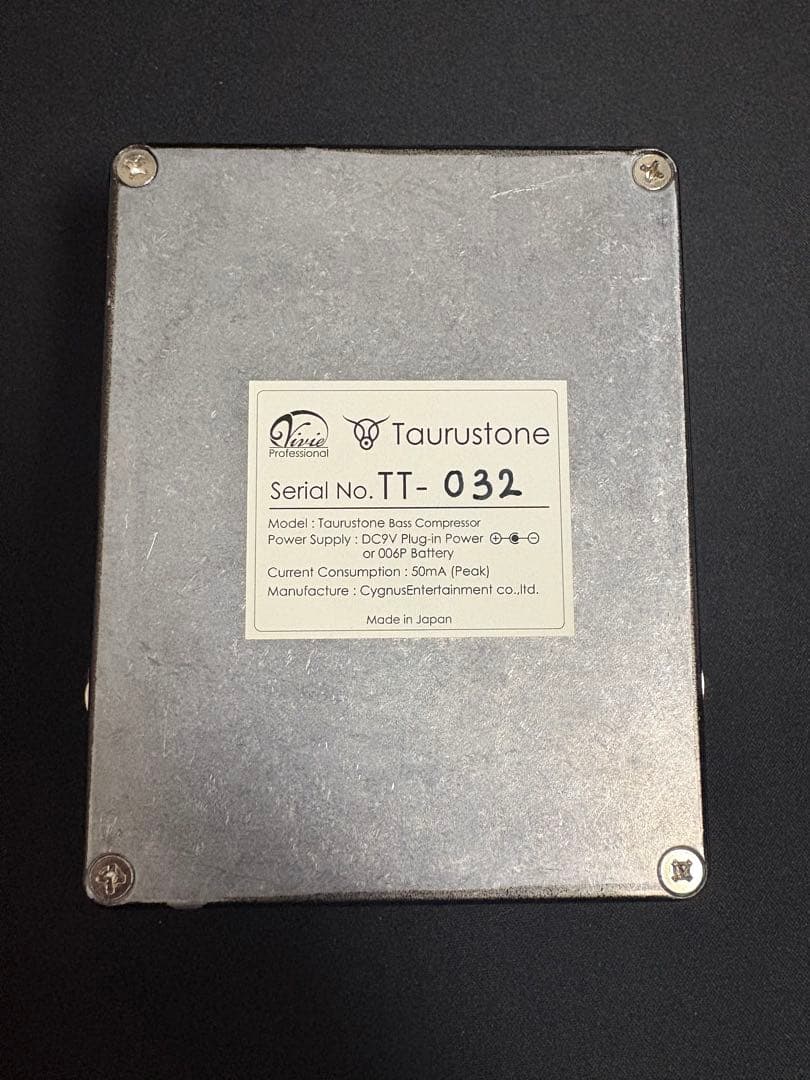 Vivie
Professional
Taurustone
Serial No. TT- 032
Model : Taurustone Bass Compressor
Power Supply : DC9V Plug-in Power
or 006P Battery
Current Consumption : 50mA (Peak)
Manufacture : CygnusEntertainment co.,ltd.
Made in Japan